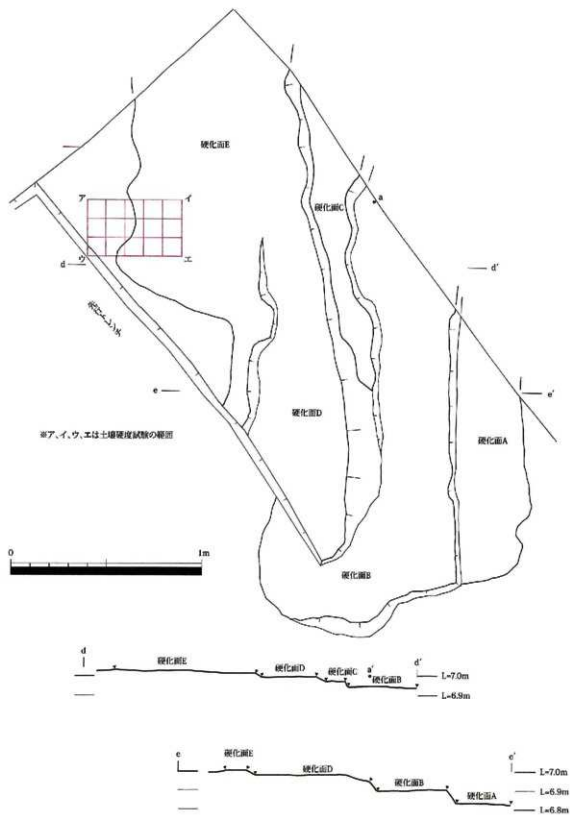 硬化面E
ア
イ
硬化面C
a
ウ
エ
d
d'
e
e'
硬化面D
硬化面A
※ア、イ、ウ、エは土壌硬度試験の範囲
0
1m
硬化面B
d
硬化面E
硬化面D
硬化面C
a'
硬化面B
d'
L=7.0m
L=6.9m
e
硬化面E
硬化面D
硬化面B
硬化面A
e'
L=7.0m
L=6.9m
L=6.8m